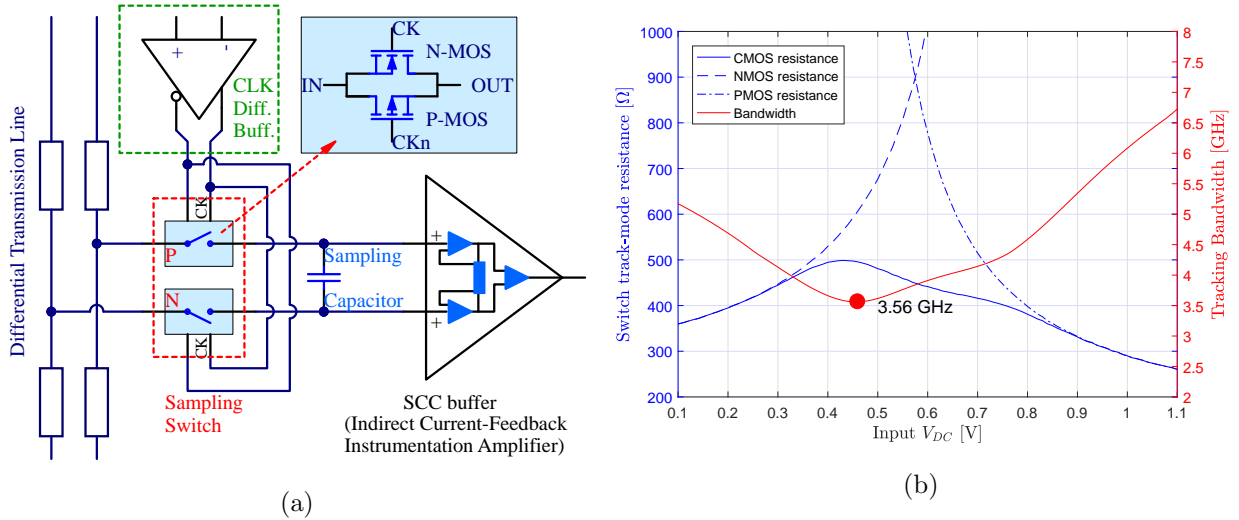 Differential Transmission Line
+ -
CLK
Diff.
Buff.
CK
N-MOS
IN
OUT
P-MOS
CKn
CK
P
N
CK
Sampling
Switch
Sampling
Capacitor
+
+
SCC buffer
(Indirect Current-Feedback
Instrumentation Amplifier)
(a)
Switch track-mode resistance [Ω]
1000
900
800
700
600
500
400
300
200
CMOS resistance
NMOS resistance
PMOS resistance
Bandwidth
3.56 GHz
8
7.5
7
6.5
6
5.5
5
4.5
4
3.5
3
2.5
2
Tracking Bandwidth [GHz]
0.1 0.2 0.3 0.4 0.5 0.6 0.7 0.8 0.9 1 1.1
Input V_DC [V]
(b)